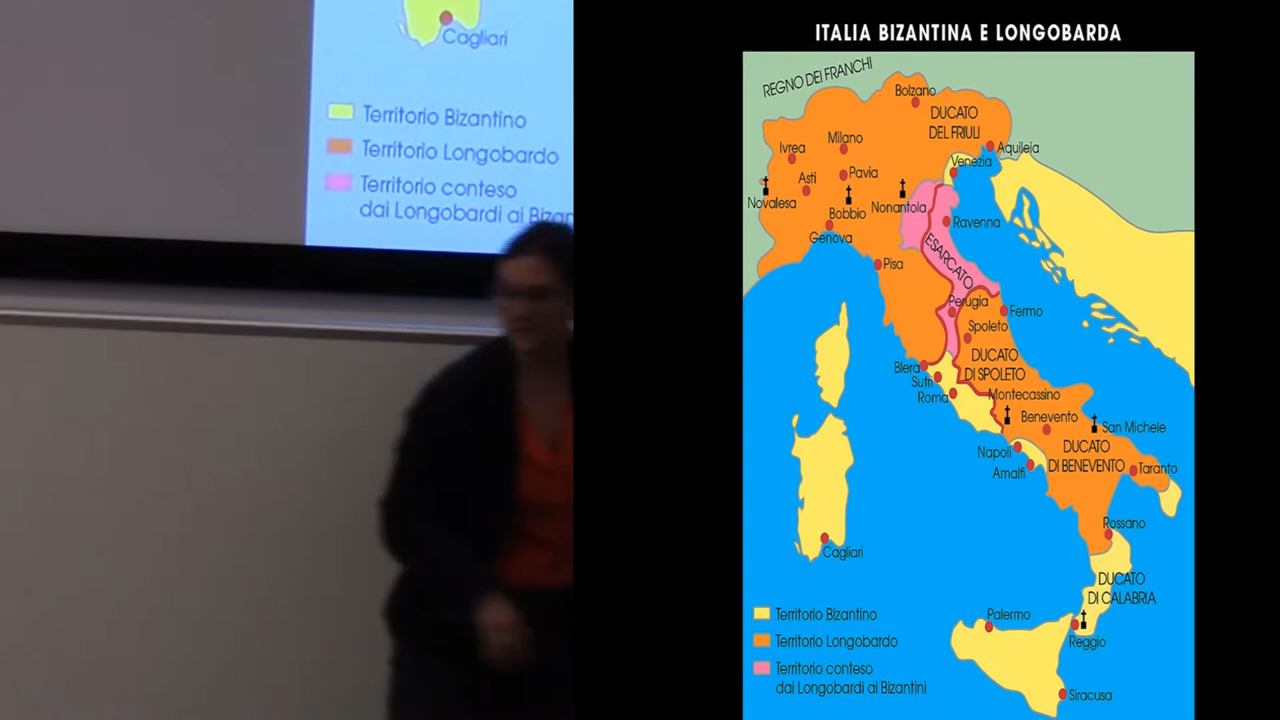 Cagliari
Territorio Bizantino
Territorio Longobardo
Territorio conteso
dai Longobardi ai Bizan
ITALIA BIZANTINA E LONGOBARDA
REGNO DEI FRANCHI
Bolzano
DUCATO
DEL FRIULI
Milano
Aquileja
Ivrea
Venezia
Asti
Pavia
Novalesa
Bobbio
Nonantola
Ravenna
Genova
ESARCATO
Pisa
Perugia
Fermo
Spoleto
DUCATO
DI SPOLETO
Blera
Sutri
Roma
Montecassino
Benevento
San Michele
Napoli
DUCATO
DI BENEVENTO
Amalfi
Taranto
Rossano
Cagliari
DUCATO
DI CALABRIA
Territorio Bizantino
Palermo
Reggio
Territorio Longobardo
Territorio conteso
dai Longobardi ai Bizantini
Siracusa